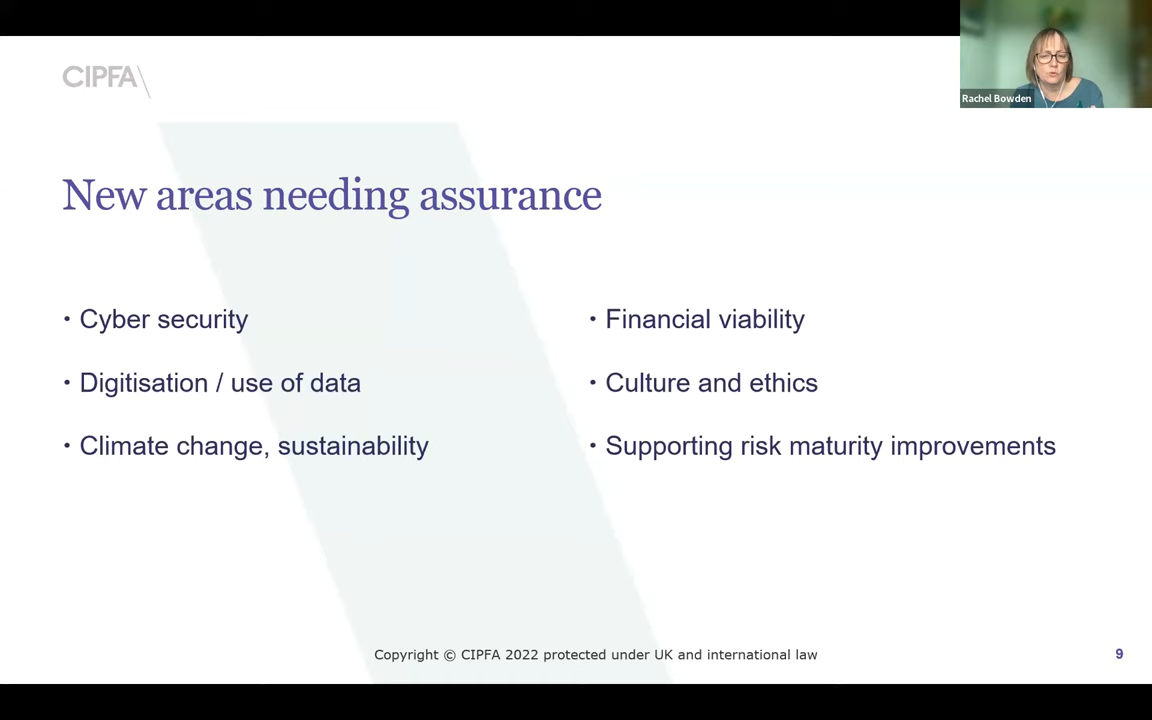 CIPFA
Rachel Bowden
New areas needing assurance
• Cyber security
• Digitisation / use of data
• Climate change, sustainability
• Financial viability
• Culture and ethics
• Supporting risk maturity improvements
Copyright © CIPFA 2022 protected under UK and international law
9